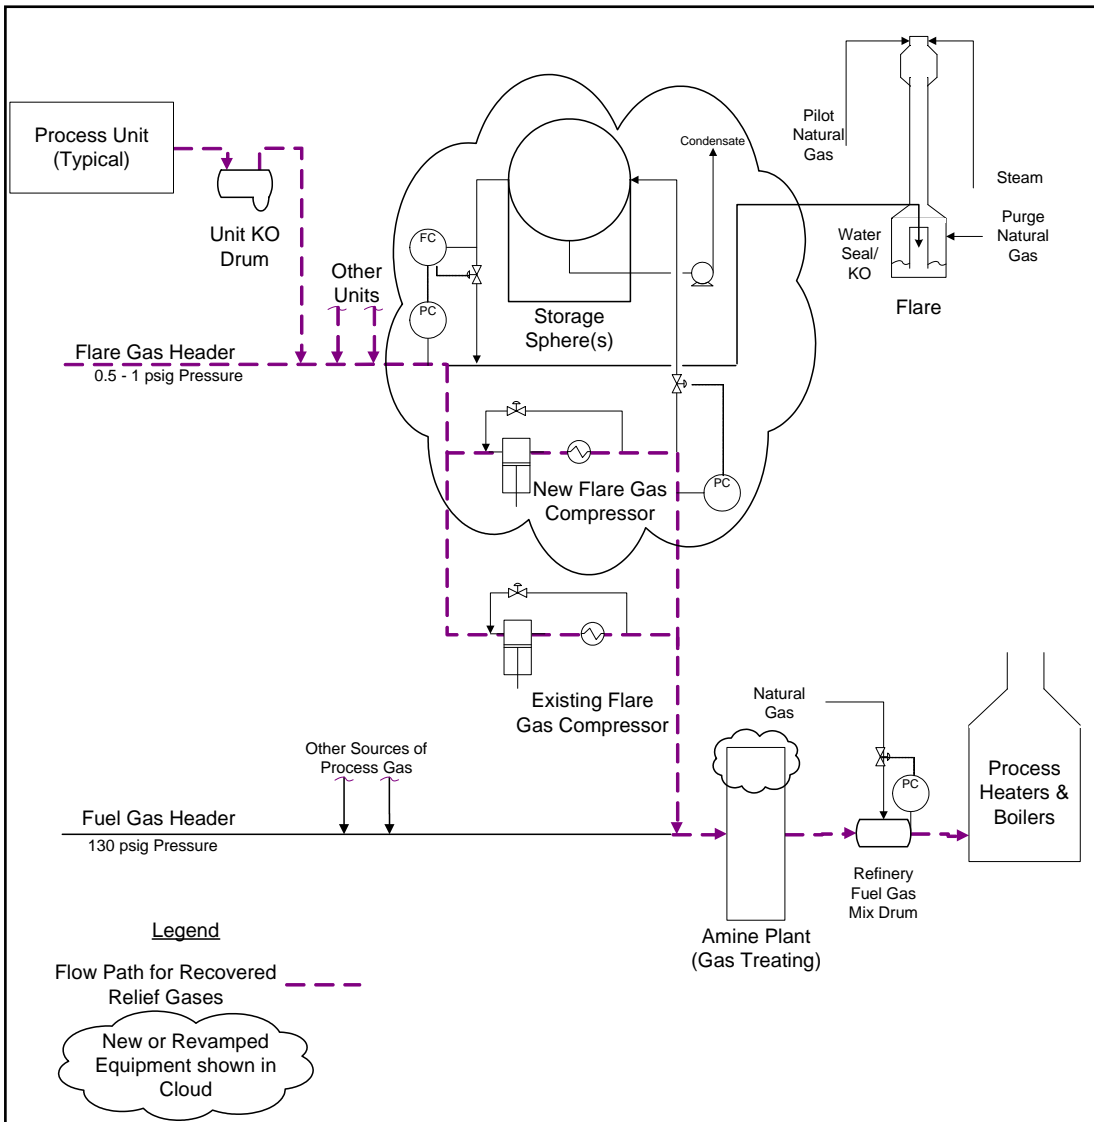 Process Unit
(Typical)
Unit KO
Drum
Other
Units
Flare Gas Header
0.5 - 1 psig Pressure
FC
PC
Condensate
Storage
Sphere(s)
Pilot
Natural
Gas
Steam
Purge
Natural
Gas
Water
Seal/
KO
Flare
New Flare Gas
Compressor
PC
Existing Flare
Gas Compressor
Other Sources of
Process Gas
Fuel Gas Header
130 psig Pressure
Natural
Gas
PC
Process
Heaters &
Boilers
Refinery
Fuel Gas
Mix Drum
Amine Plant
(Gas Treating)
Legend
Flow Path for Recovered
Relief Gases
New or Revamped
Equipment shown in
Cloud